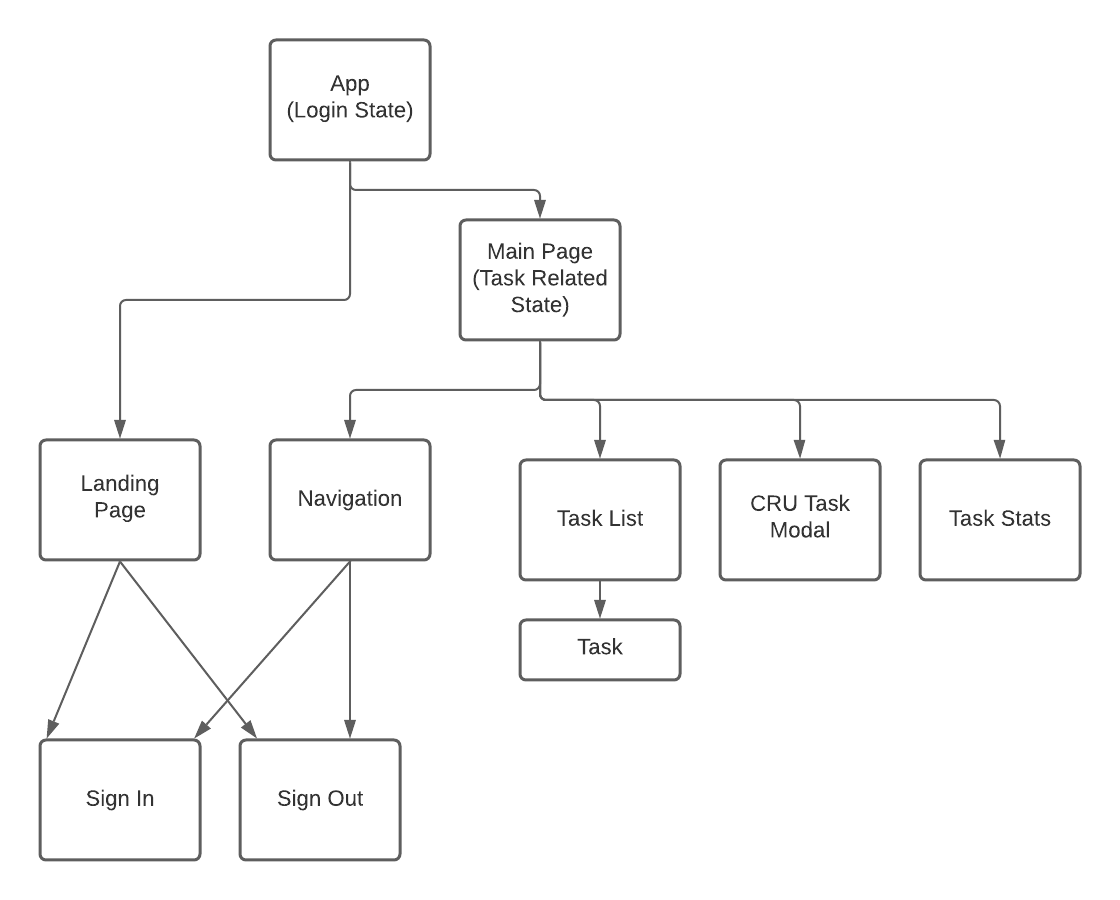 App
(Login State)
Main Page
(Task Related
State)
Landing
Page
Navigation
Task List
CRU Task
Modal
Task Stats
Task
Sign In
Sign Out